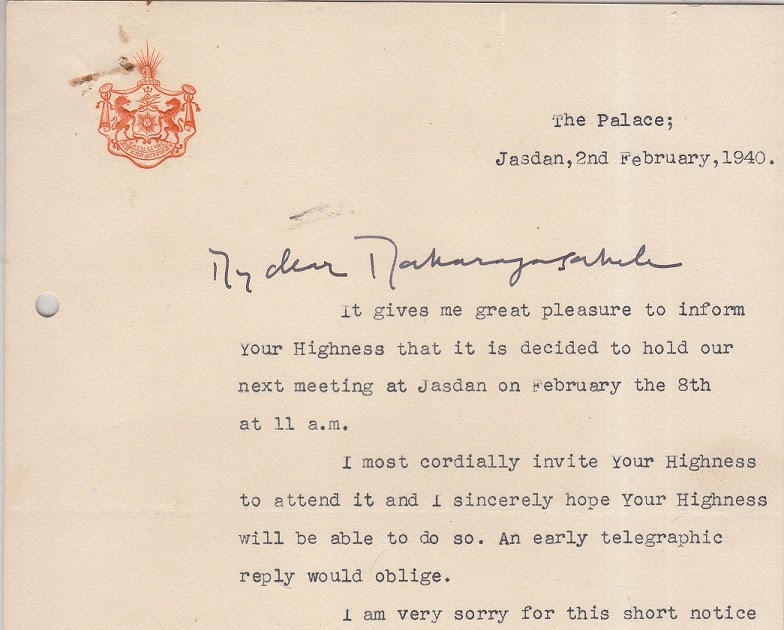 The Palace;
Jasdan,2nd February,1940.
My dear Maharajasaheb
It gives me great pleasure to inform
Your Highness that it is decided to hold our
next meeting at Jasdan on February the 8th
at 11 a.m.
I most cordially invite Your Highness
to attend it and I sincerely hope Your Highness
will be able to do so. An early telegraphic
reply would oblige.
I am very sorry for this short notice